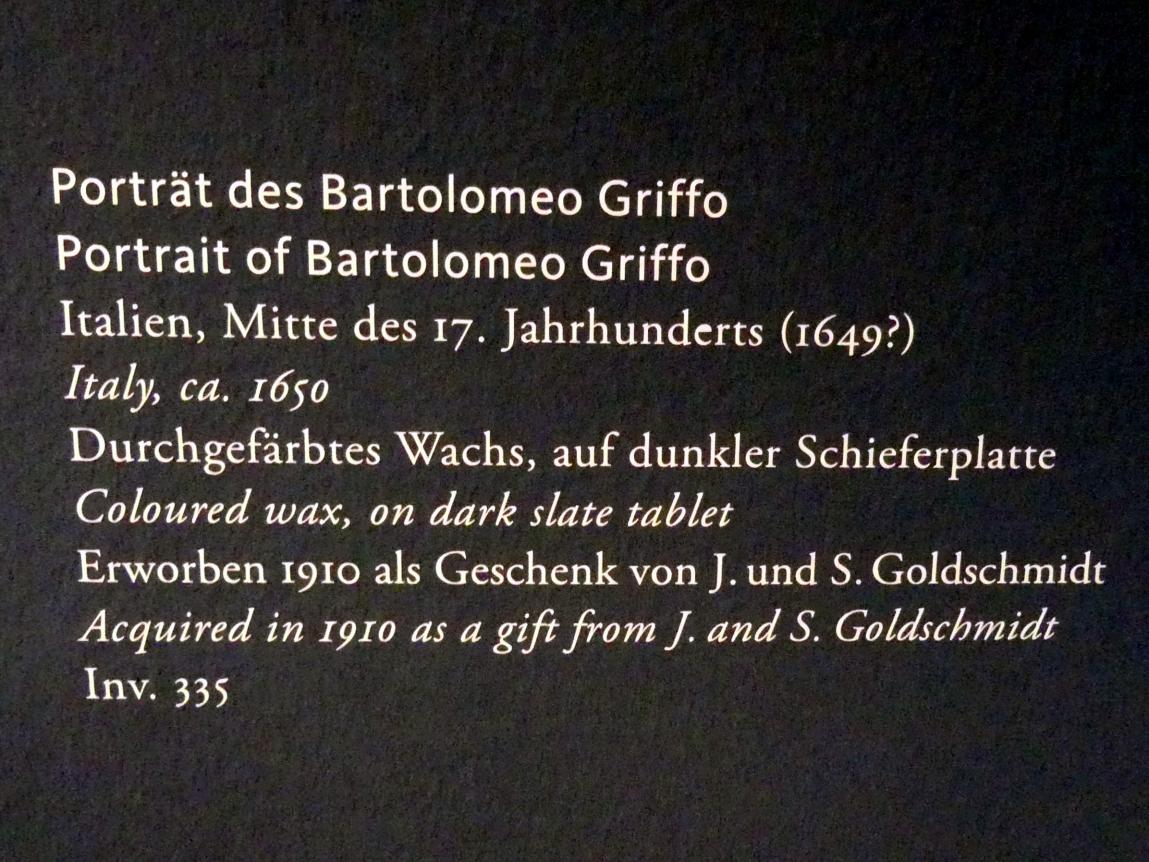 Porträt des Bartolomeo Griffo
Portrait of Bartolomeo Griffo
Italien, Mitte des 17. Jahrhunderts (1649?)
Italy, ca. 1650
Durchgefärbtes Wachs, auf dunkler Schieferplatte
Coloured wax, on dark slate tablet
Erworben 1910 als Geschenk von J. und S. Goldschmidt
Acquired in 1910 as a gift from J. and S. Goldschmidt
Inv. 335